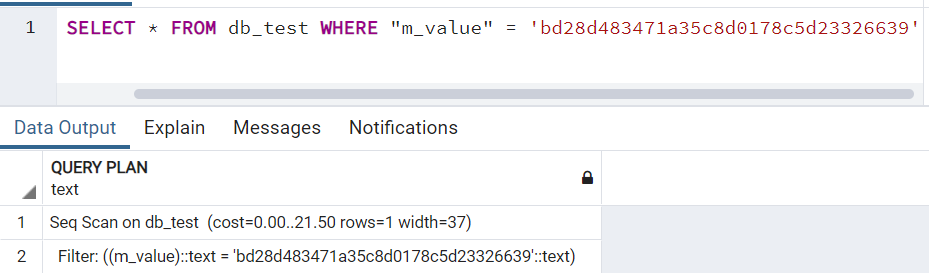 1 SELECT * FROM db_test WHERE "m_value" = 'bd28d483471a35c8d0178c5d23326639'
Data Output Explain Messages Notifications
QUERY PLAN
text
1 Seq Scan on db_test (cost=0.00..21.50 rows=1 width=37)
2 Filter: ((m_value)::text = 'bd28d483471a35c8d0178c5d23326639'::text)